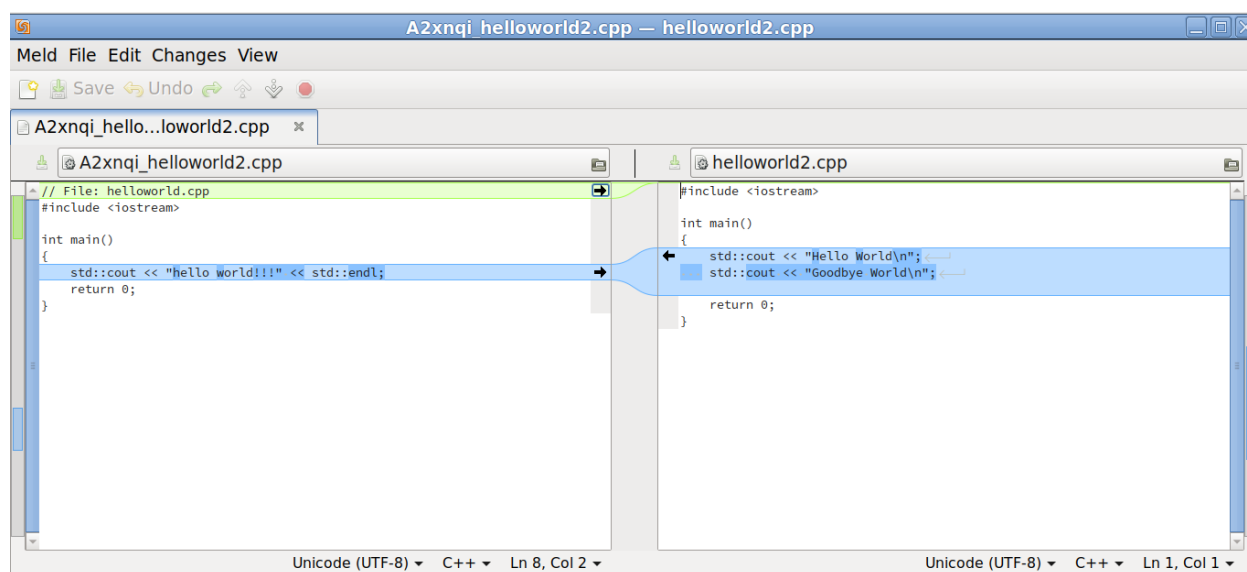 A2xnqi_helloworld2.cpp — helloworld2.cpp
Meld File Edit Changes View
Save Undo
A2xnqi_hello...loworld2.cpp
A2xnqi_helloworld2.cpp
// File: helloworld.cpp
#include <iostream>
int main()
{
std::cout << "hello world!!!" << std::endl;
return 0;
}
Unicode (UTF-8) C++ Ln 8, Col 2
helloworld2.cpp
#include <iostream>
int main()
{
std::cout << "Hello World\n";
std::cout << "Goodbye World\n";
return 0;
}
Unicode (UTF-8) C++ Ln 1, Col 1